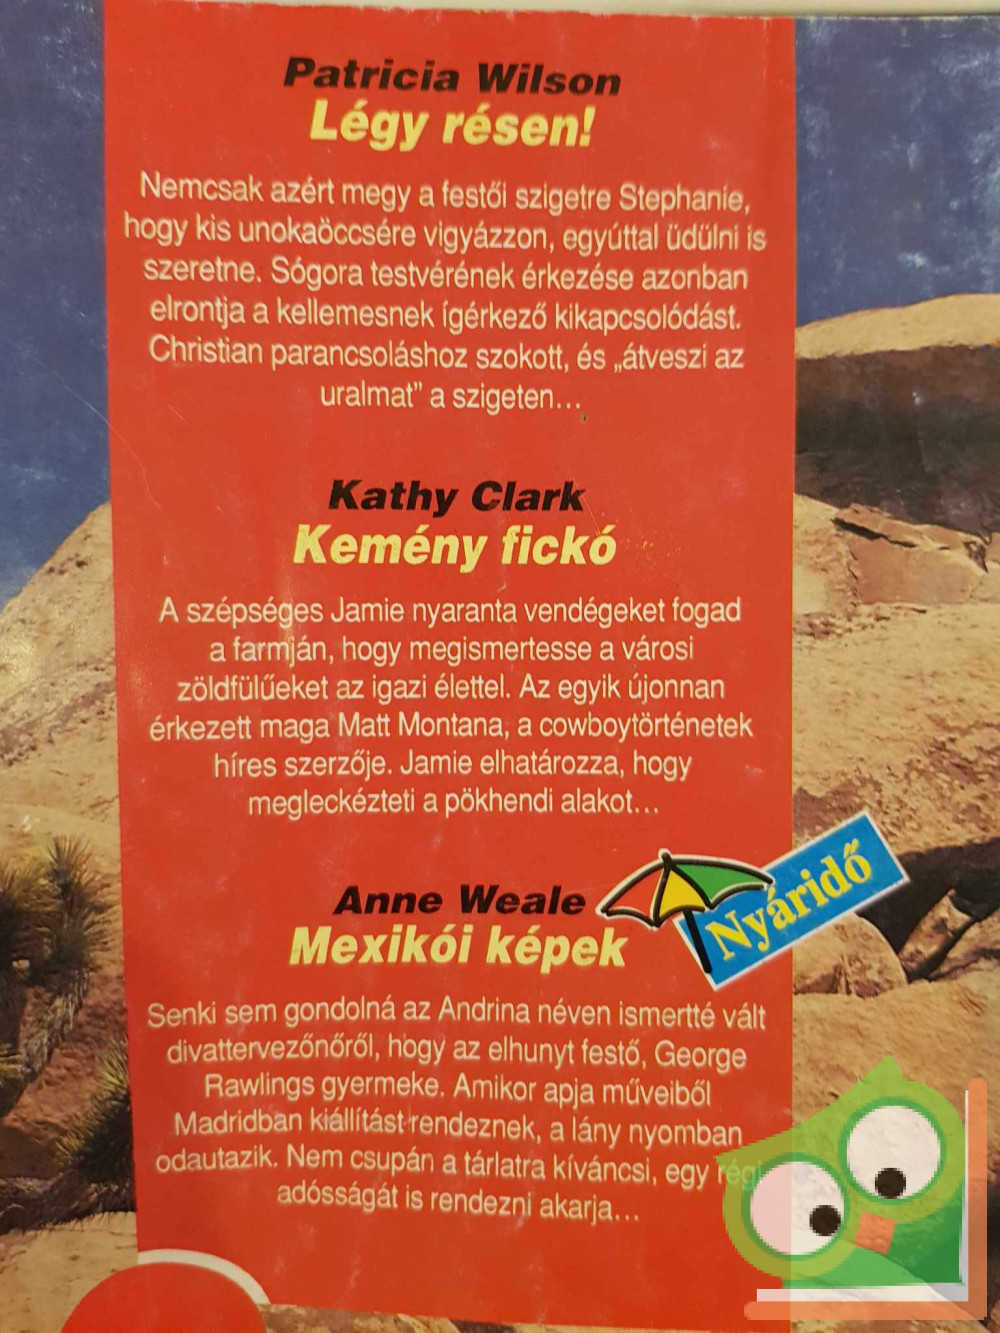 Patricia Wilson
Légy résen!
Nemcsak azért megy a festői szigetre Stephanie,
hogy kis unokaöccsére vigyázzon, egyúttal üdülni is
szeretne. Sógora testvérének érkezése azonban
elrontja a kellemesnek ígérkező kikapcsolódást.
Christian parancsoláshoz szokott, és „átveszi az
uralmat” a szigeten...
Kathy Clark
Kemény fickó
A szépséges Jamie nyaranta vendégeket fogad
a farmján, hogy megismertesse a városi
zöldfülűeket az igazi élettel. Az egyik újonnan
érkezett maga Matt Montana, a cowboytörténetek
híres szerzője. Jamie elhatározza, hogy
megleckézteti a pökhendi alakot...
Anne Weale
Mexikói képek
Nyáridő
Senki sem gondolná az Andrina néven ismertté vált
divattervezőnőről, hogy az elhunyt festő, George
Rawlings gyermeke. Amikor apja műveiből
Madridban kiállítást rendeznek, a lány nyomban
odautazik. Nem csupán a tárlatra kíváncsi, egy régi
adósságát is rendezni akarja...